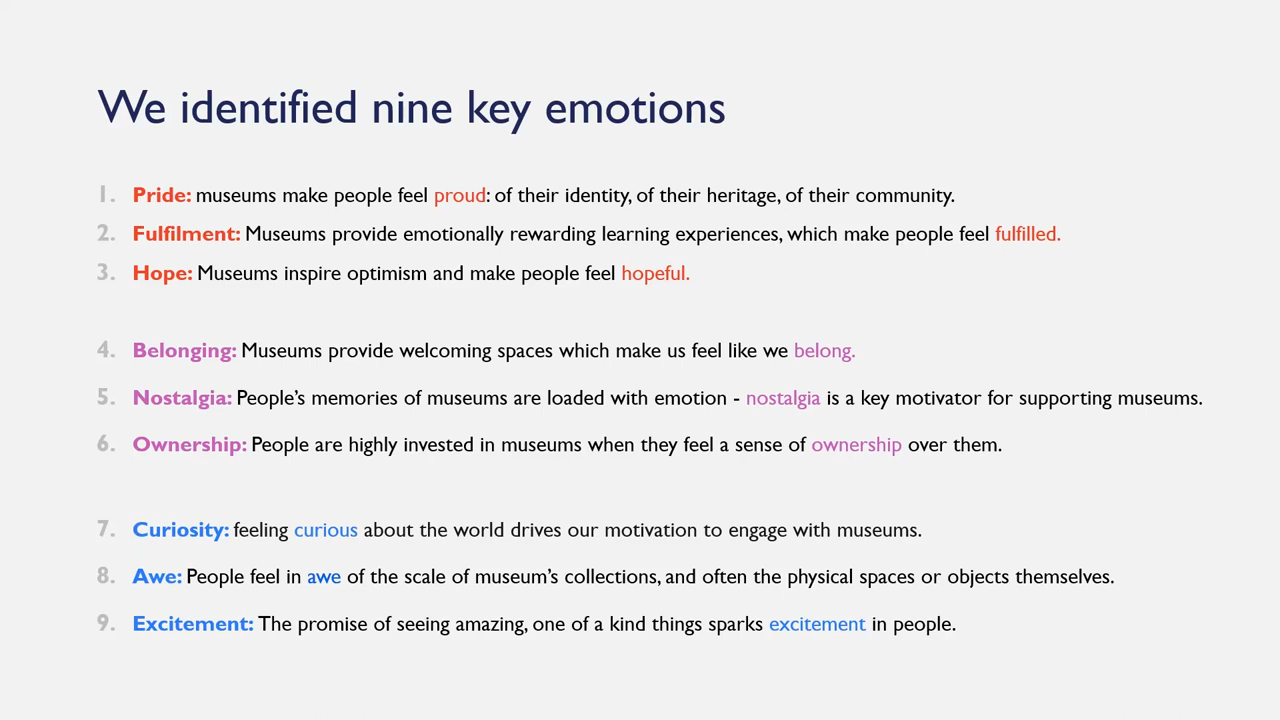 We identified nine key emotions
1. Pride: museums make people feel proud: of their identity, of their heritage, of their community.
2. Fulfilment: Museums provide emotionally rewarding learning experiences, which make people feel fulfilled.
3. Hope: Museums inspire optimism and make people feel hopeful.
4. Belonging: Museums provide welcoming spaces which make us feel like we belong.
5. Nostalgia: People’s memories of museums are loaded with emotion - nostalgia is a key motivator for supporting museums.
6. Ownership: People are highly invested in museums when they feel a sense of ownership over them.
7. Curiosity: feeling curious about the world drives our motivation to engage with museums.
8. Awe: People feel in awe of the scale of museum’s collections, and often the physical spaces or objects themselves.
9. Excitement: The promise of seeing amazing, one of a kind things sparks excitement in people.